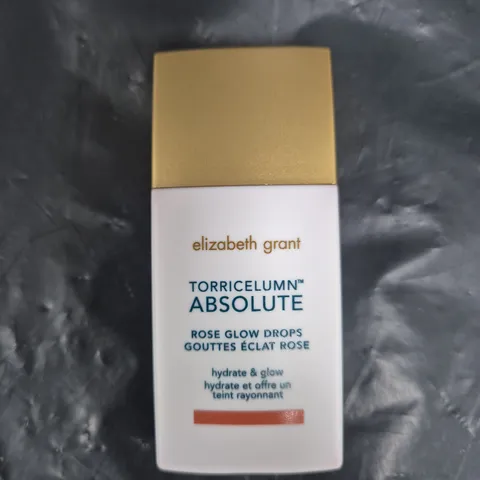 elizabeth grant
TORRICELUMN™
ABSOLUTE
ROSE GLOW DROPS
GOUTTES ÉCLAT ROSE
hydrate & glow
hydrate et offre un
teint rayonnant